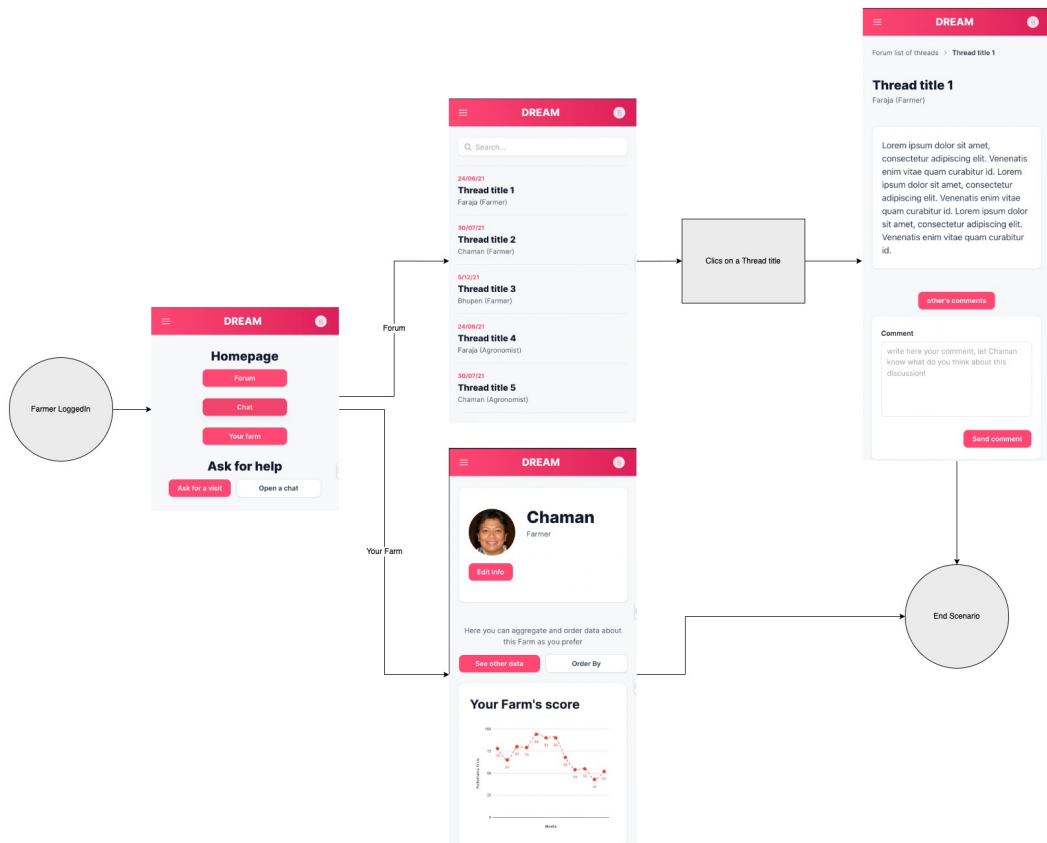 Farmer LoggedIn
DREAM
Homepage
Forum
Chat
Your farm
Ask for help
Ask for a visit
Open a chat
Forum
Your Farm
DREAM
Search...
24/06/21
Thread title 1
Faraja (Farmer)
30/07/21
Thread title 2
Chaman (Farmer)
5/12/21
Thread title 3
Bhupen (Farmer)
24/06/21
Thread title 4
Faraja (Agronomist)
30/07/21
Thread title 5
Chaman (Agronomist)
Clics on a Thread title
DREAM
Forum list of threads > Thread title 1
Thread title 1
Faraja (Farmer)
Lorem ipsum dolor sit amet,
consectetur adipiscing elit. Venenatis
enim vitae quam curabitur id. Lorem
ipsum dolor sit amet, consectetur
adipiscing elit. Venenatis enim vitae
quam curabitur id. Lorem ipsum dolor
sit amet, consectetur adipiscing elit.
Venenatis enim vitae quam curabitur
id.
other's comments
Comment
write here your comment, let Chaman
know what do you think about this
discussion!
Send comment
DREAM
Chaman
Farmer
Edit Info
Here you can aggregate and order data about
this Farm as you prefer
See other data
Order By
Your Farm's score
100
75
50
25
0
Months
End Scenario